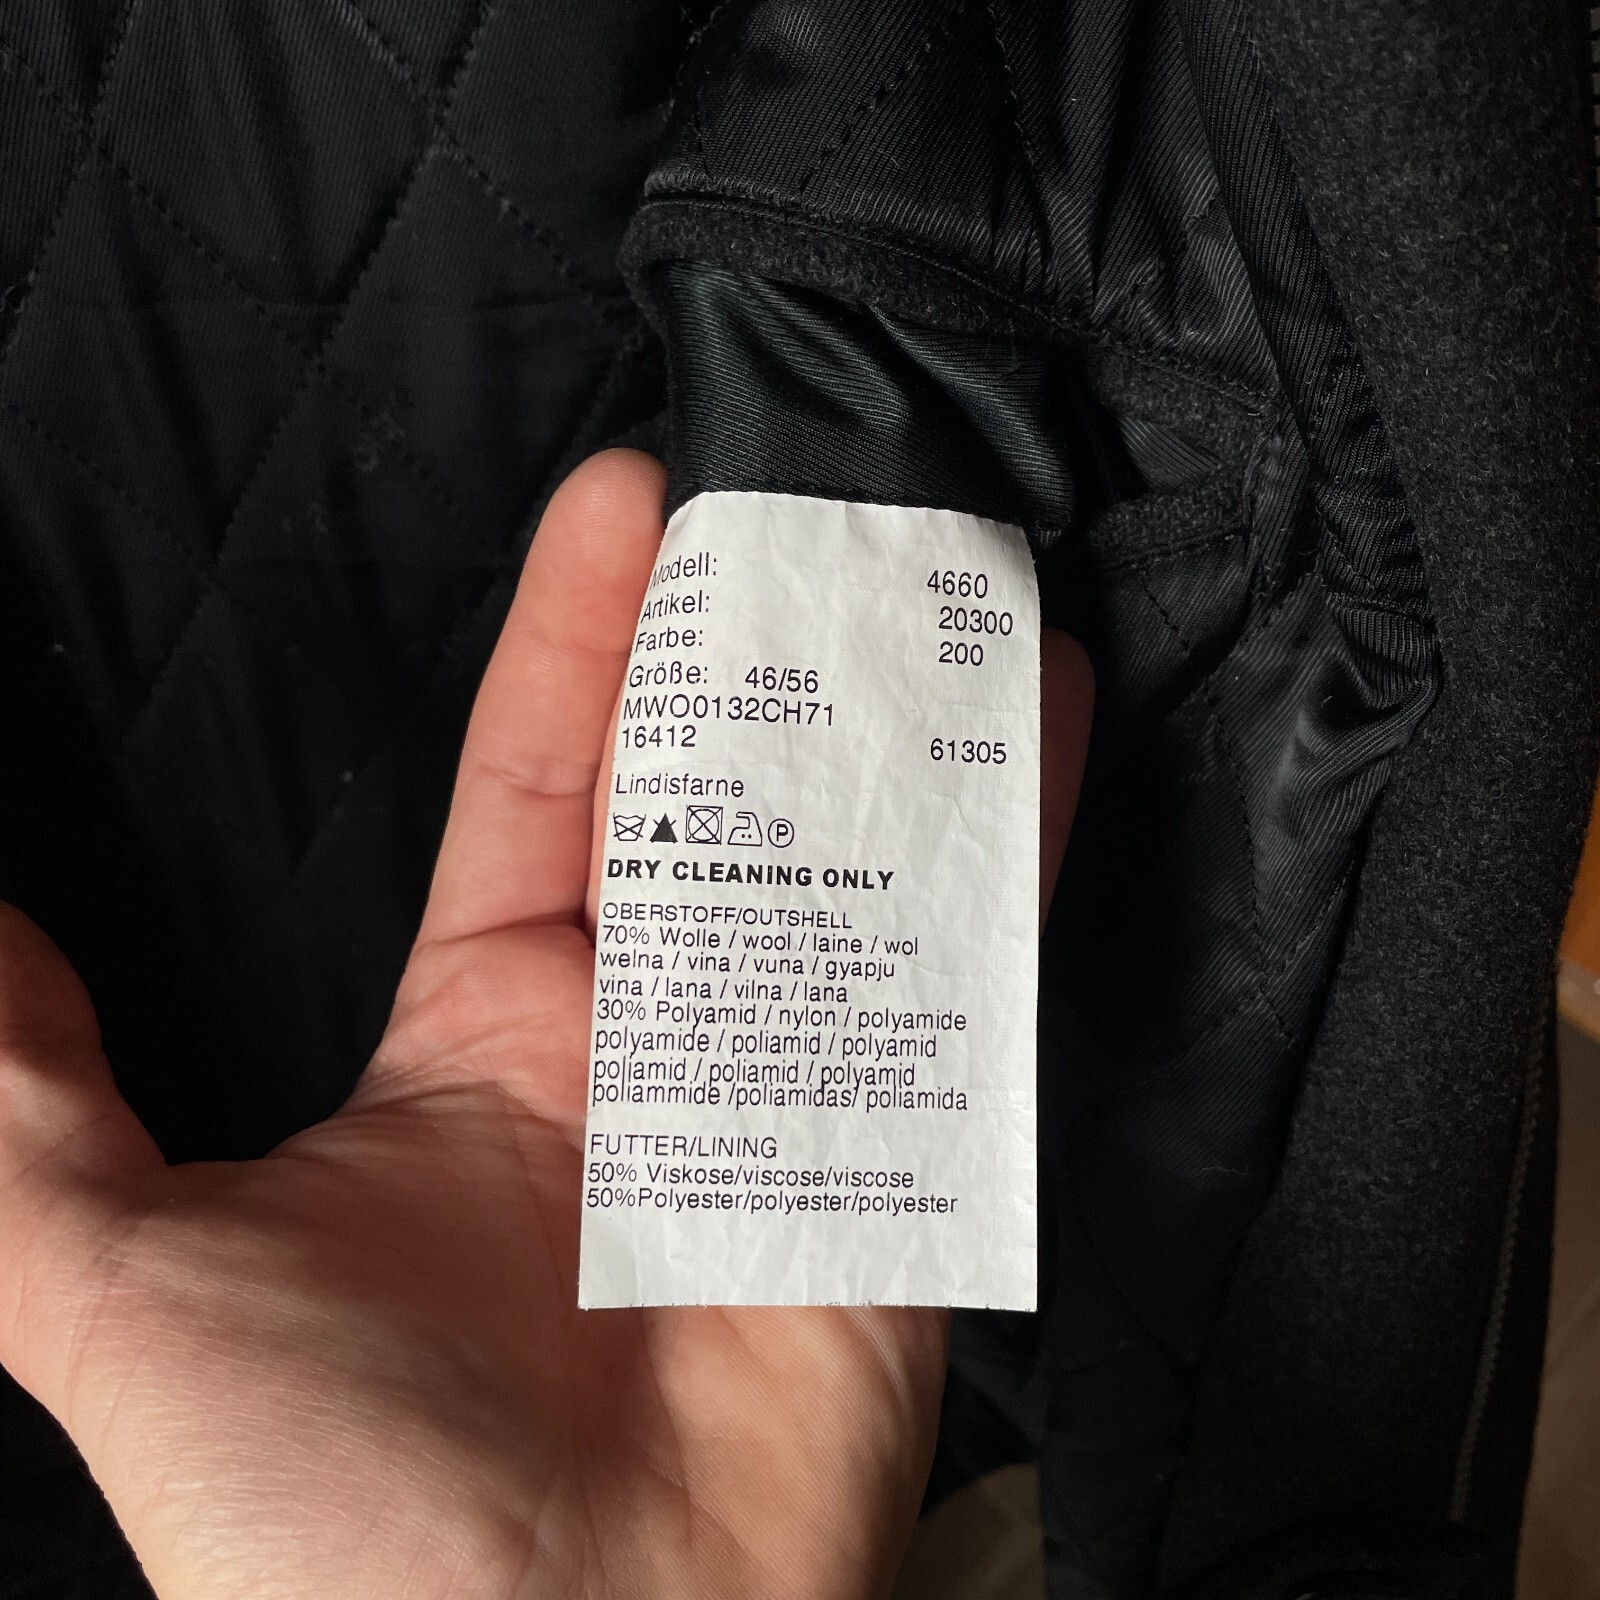 Modell: 4660
Artikel: 20300
Farbe: 200
Größe: 46/56
MWO0132CH71
16412 61305
Lindisfarne
P
DRY CLEANING ONLY
OBERSTOFF/OUTSHELL
70% Wolle / wool / laine / wol
welna / vina / vuna / gyapju
vina / lana / vilna / lana
30% Polyamid / nylon / polyamide
polyamide / poliamid / polyamid
poliamid / poliamid / polyamid
poliammide /poliamidas/ poliamida
FUTTER/LINING
50% Viskose/viscose/viscose
50%Polyester/polyester/polyester